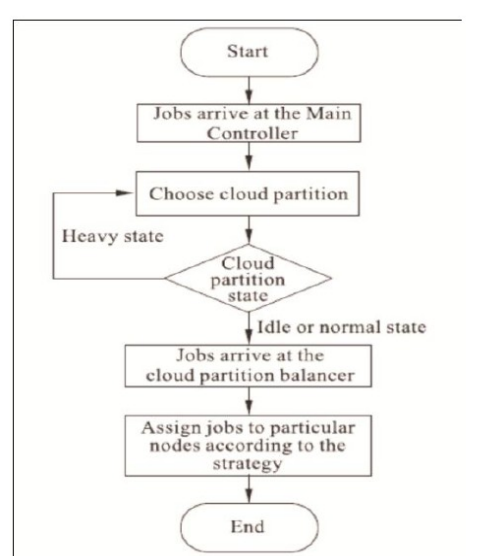 Start
Jobs arrive at the Main
Controller
Choose cloud partition
Heavy state
Cloud
partition
state
Idle or normal state
Jobs arrive at the
cloud partition balancer
Assign jobs to particular
nodes according to the
strategy
End